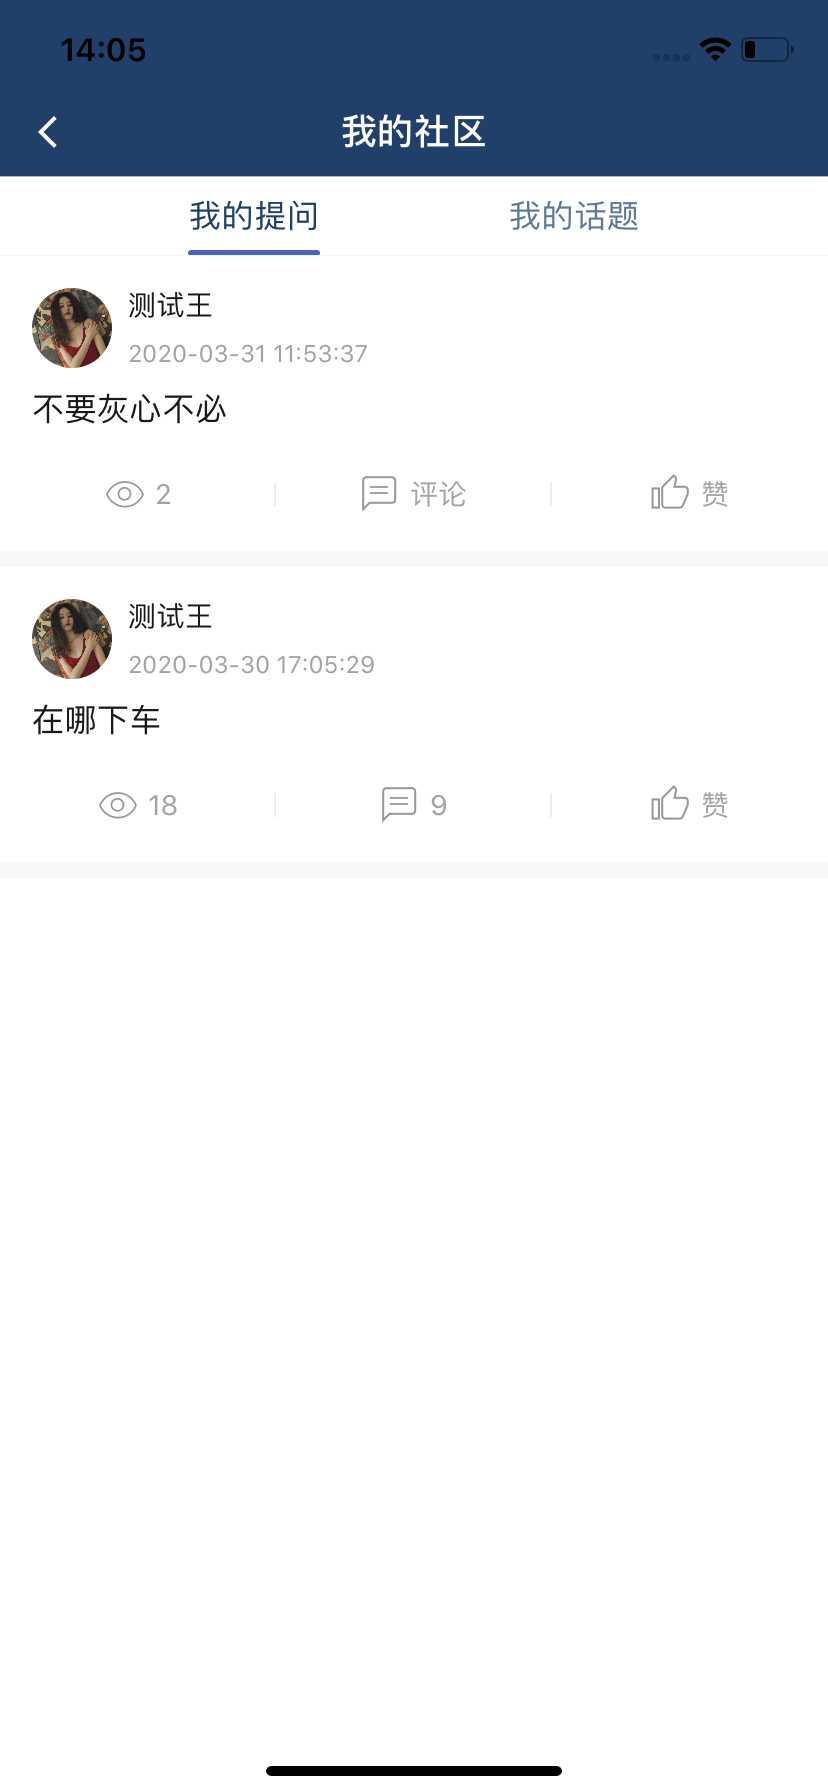 14:05
我的社区
我的提问 我的话题
测试王
2020-03-31 11:53:37
不要灰心不必
2 评论 赞
测试王
2020-03-30 17:05:29
在哪下车
18 9 赞